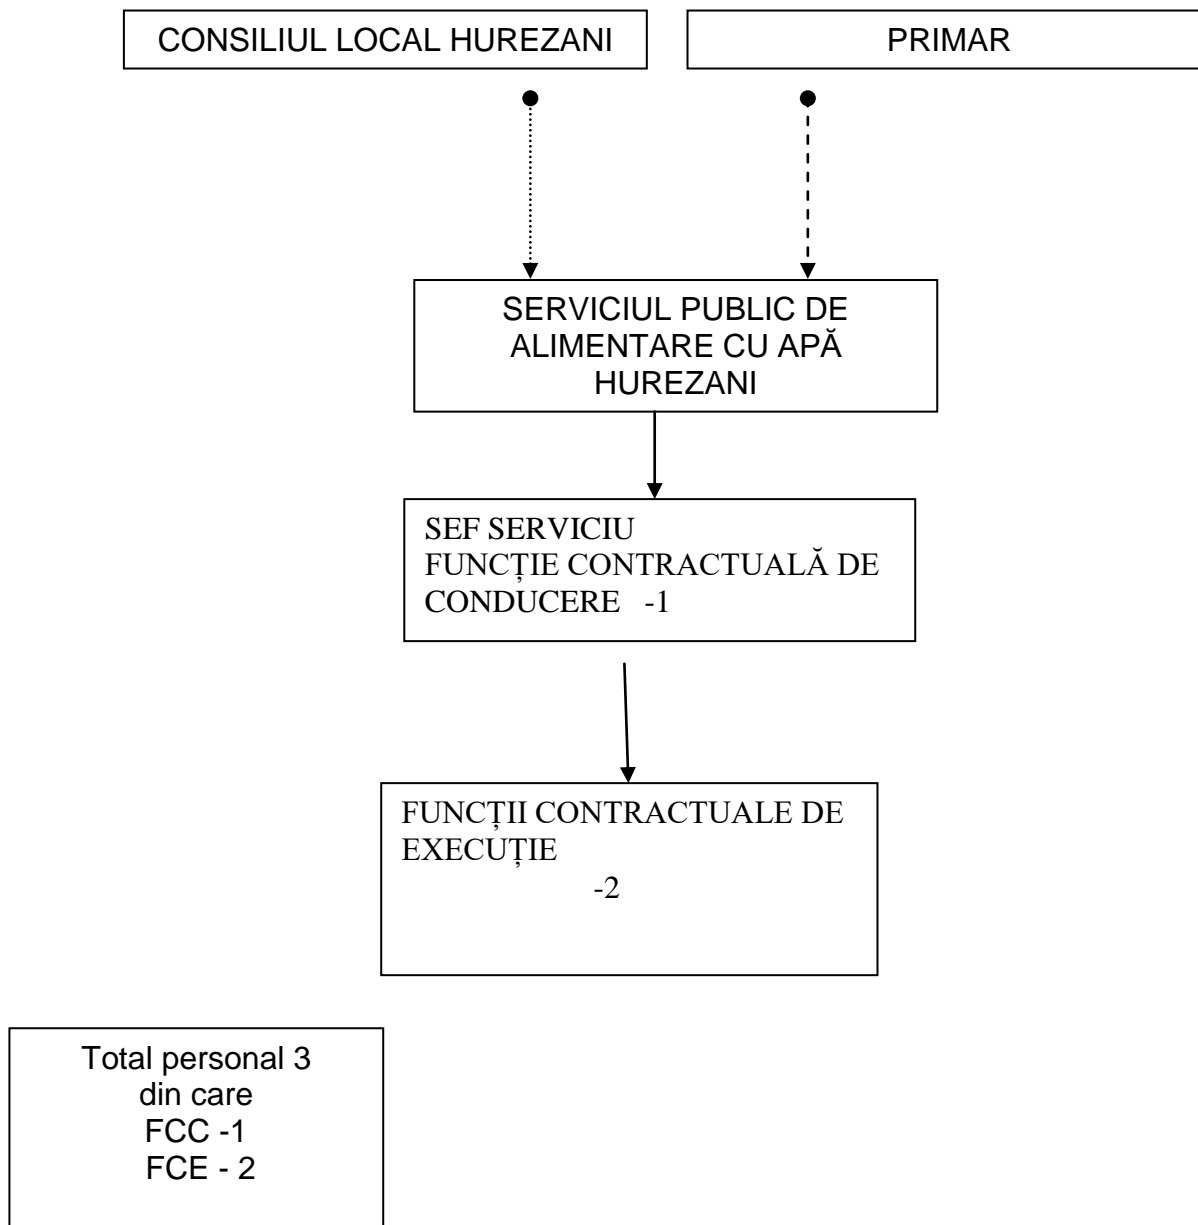 CONSILIUL LOCAL HUREZANI
PRIMAR
SERVICIUL PUBLIC DE
ALIMENTARE CU APĂ
HUREZANI
SEF SERVICIU
FUNCȚIE CONTRACTUALĂ DE
CONDUCERE -1
FUNCȚII CONTRACTUALE DE
EXECUȚIE
-2
Total personal 3
din care
FCC -1
FCE - 2